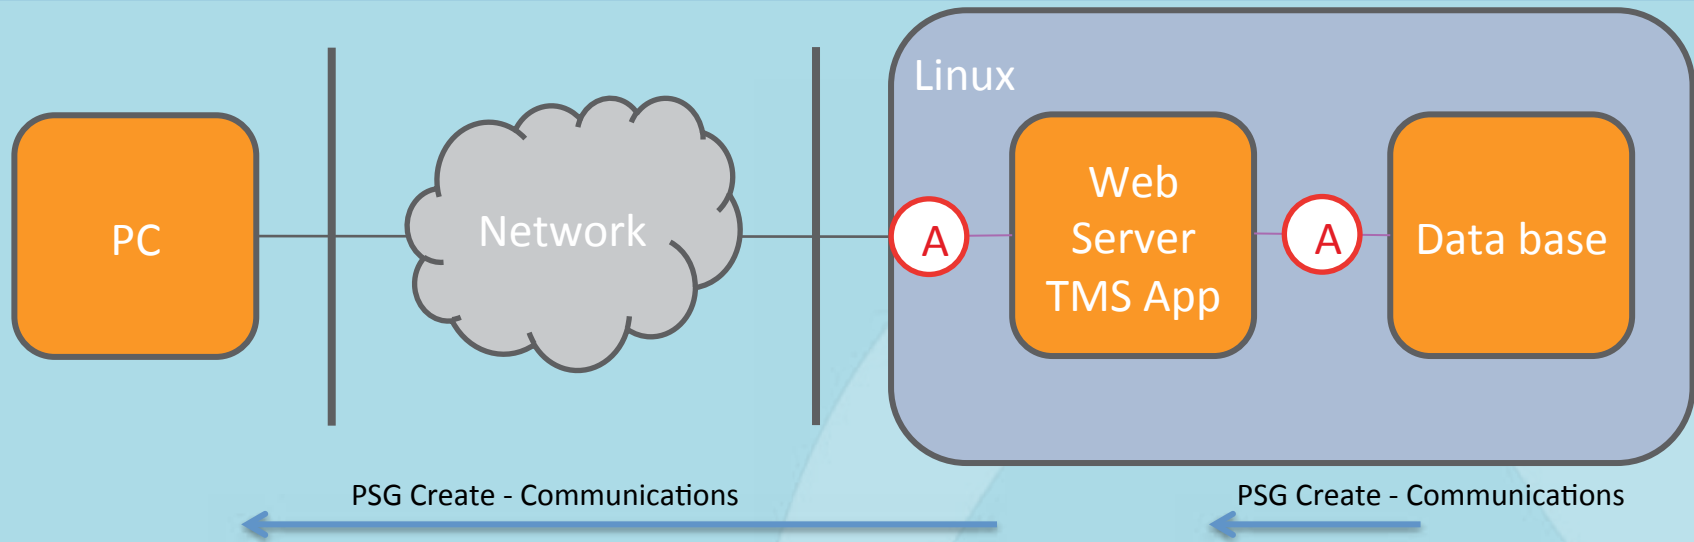 Linux
PC
Network
A
Web
Server
TMS App
A
Data base
PSG Create - Communications
PSG Create - Communications